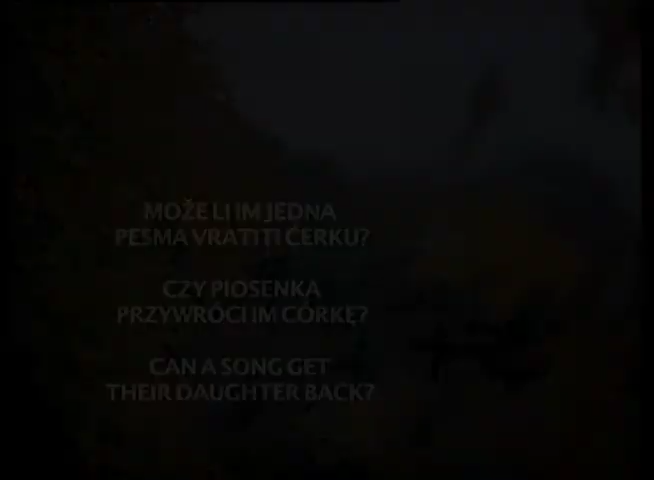 MOŽE LI IM JEDNA
PESMA VRATITI ĆERKU?
CZY PIOSENKA
PRZYWRÓCI IM CÓRKĘ?
CAN A SONG GET
THEIR DAUGHTER BACK?